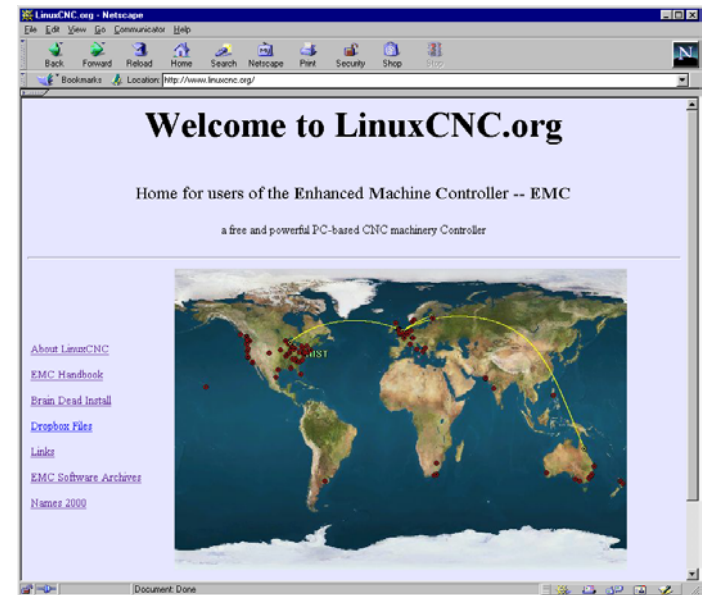 LinuxCNC.org - Netscape
File Edit View Go Communicator Help
Back Forward Reload Home Search Netscape Print Security Shop Stop
Bookmarks Location: http://www.linuxcnc.org/
N
Welcome to LinuxCNC.org
Home for users of the Enhanced Machine Controller -- EMC
a free and powerful PC-based CNC machinery Controller
NIST
About LinuxCNC
EMC Handbook
Brain Dead Install
Dropbox Files
Links
EMC Software Archives
Names 2000
Document: Done